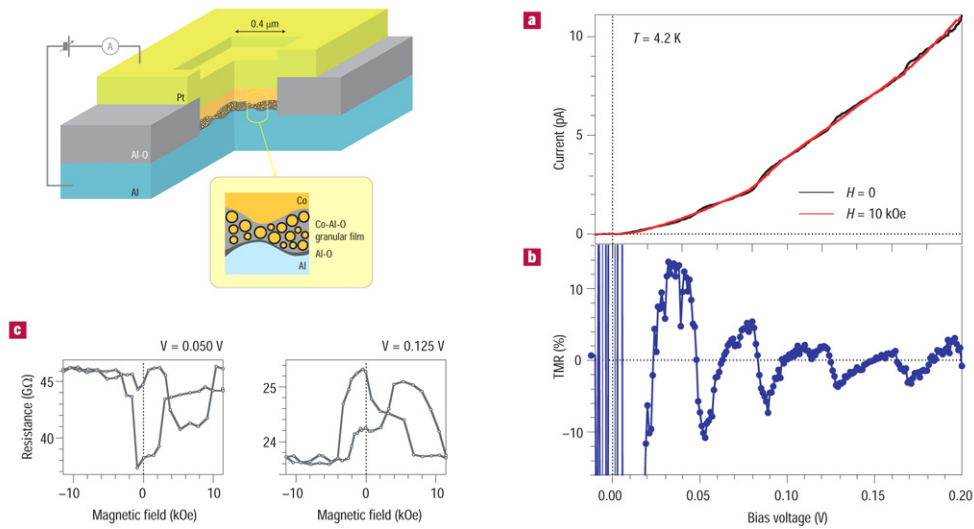 0.4 μm
A
Pt
Al-O
Al
Co
Co-Al-O
granular film
Al-O
Al
a
T = 4.2 K
10
5
0
Current (pA)
H = 0
H = 10 kOe
b
10
0
−10
TMR (%)
0
0.05
0.10
0.15
0.20
Bias voltage (V)
c
V = 0.050 V
45
40
Resistance (GΩ)
−10
0
10
Magnetic field (kOe)
V = 0.125 V
25
24
−10
0
10
Magnetic field (kOe)